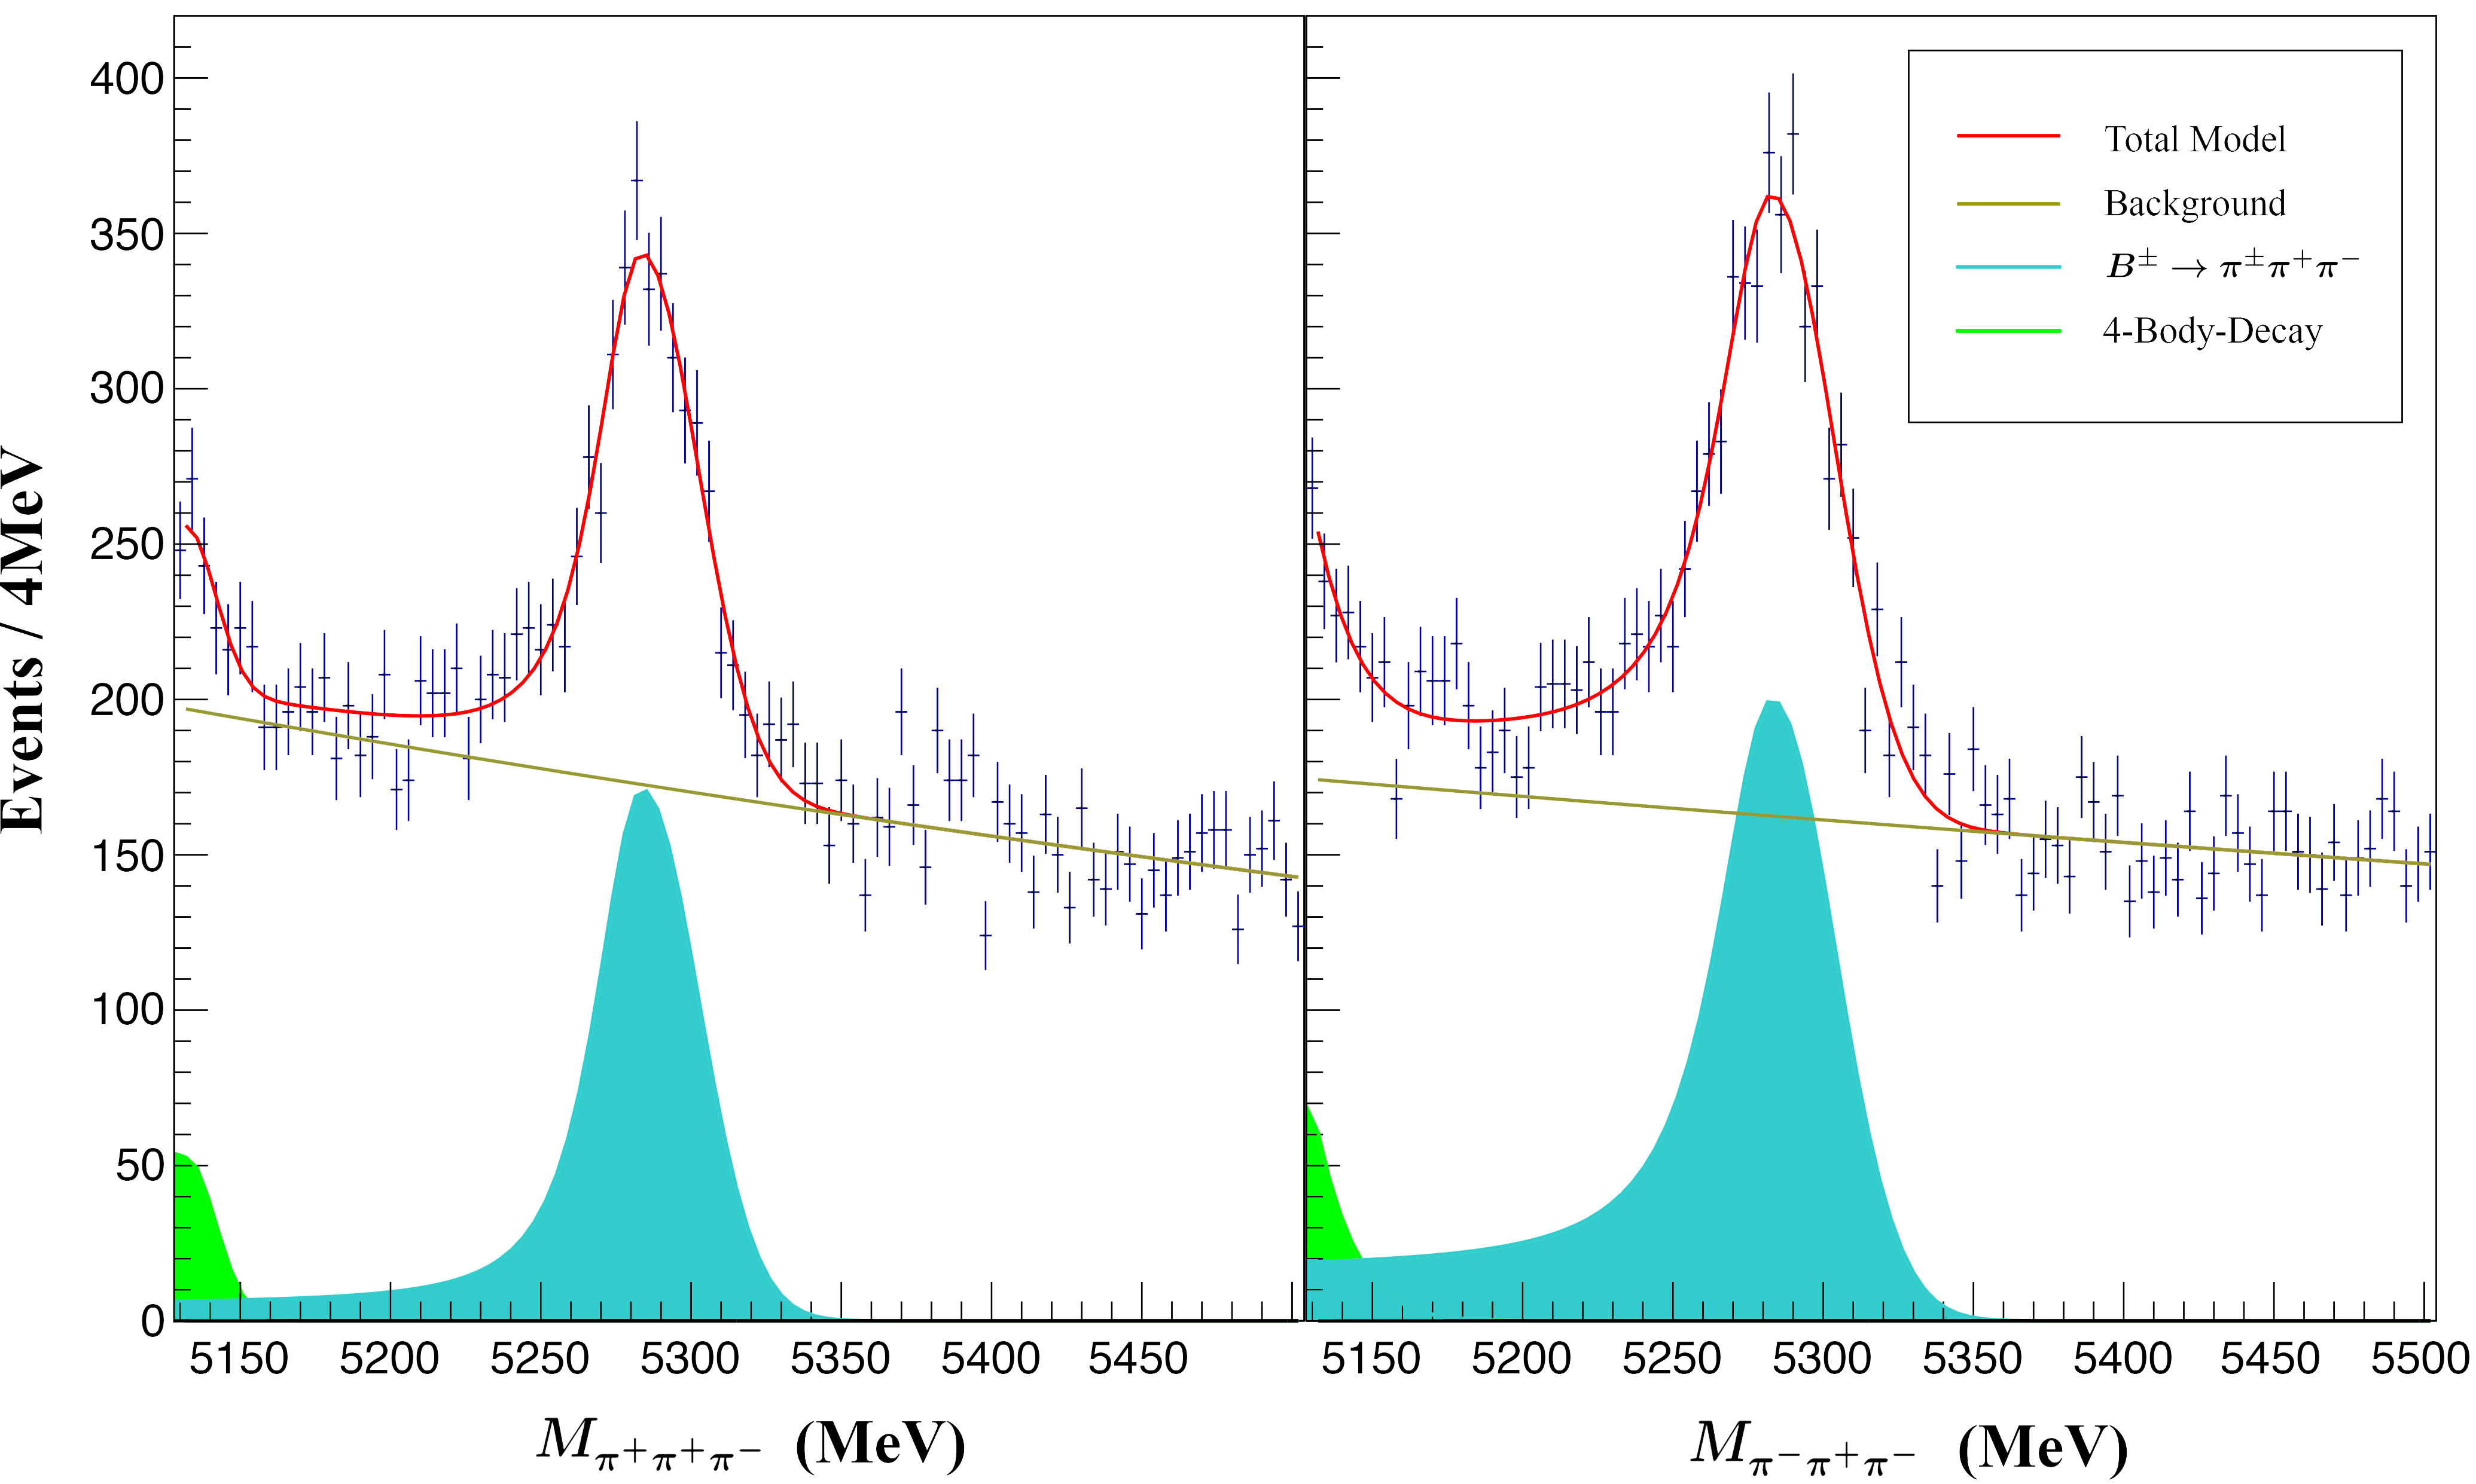 Events / 4MeV
400
350
300
250
200
150
100
50
0
5150 5200 5250 5300 5350 5400 5450
M_{π+π+π−} (MeV)
Total Model
Background
B^± → π^±π^+π^−
4-Body-Decay
5150 5200 5250 5300 5350 5400 5450 5500
M_{π−π+π−} (MeV)